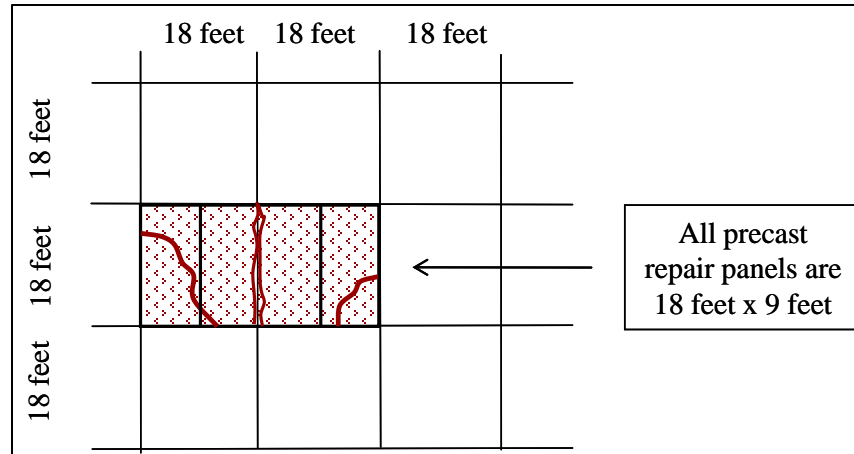 18 feet 18 feet 18 feet
18 feet
18 feet
18 feet
All precast
repair panels are
18 feet x 9 feet